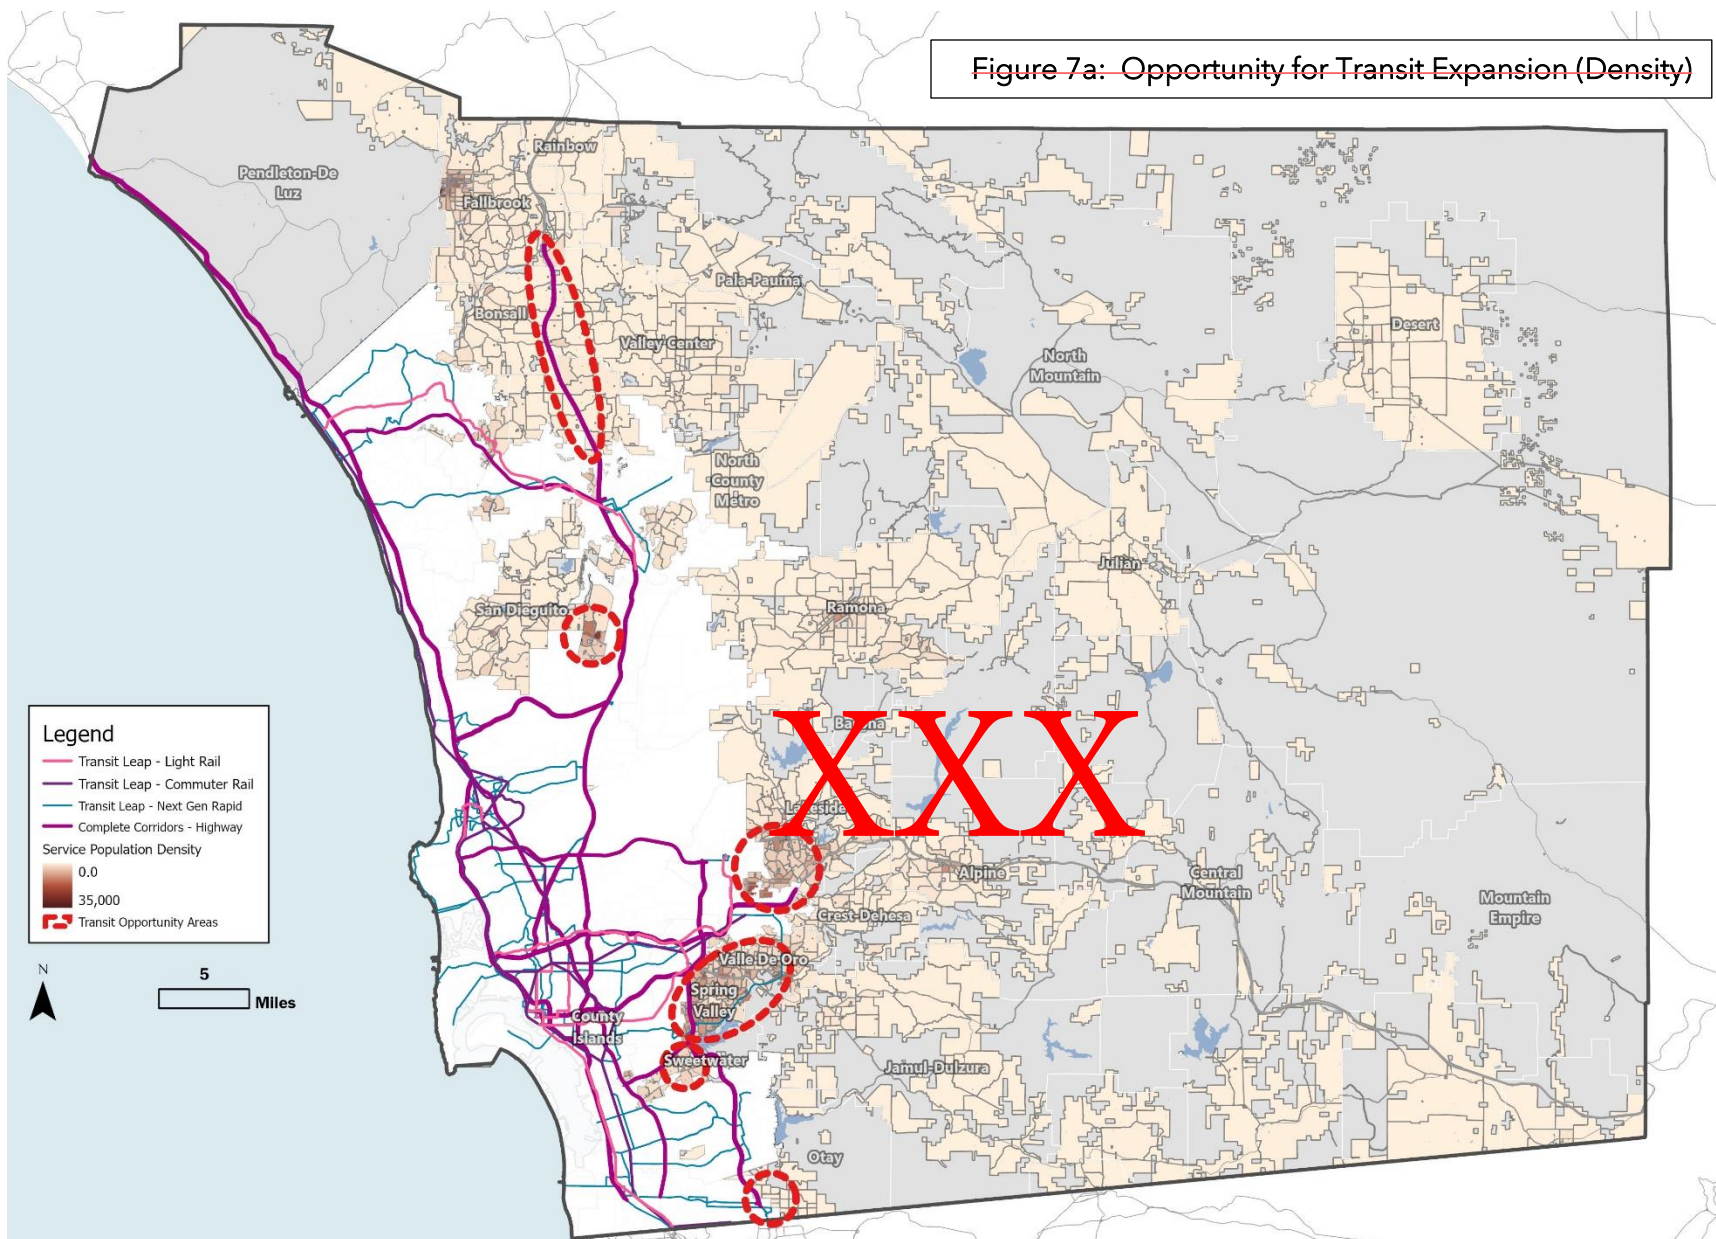 Figure 7a: Opportunity for Transit Expansion (Density)
Rainbow
Pendleton-De
Luz
Fallbrook
Pala-Pauma
Bonsall
Desert
Valley Center
North
Mountain
North
County
Metro
Julian
San Dieguito
Ramona
Barona
XXX
Lakeside
Legend
Transit Leap - Light Rail
Transit Leap - Commuter Rail
Transit Leap - Next Gen Rapid
Complete Corridors - Highway
Service Population Density
0.0
35,000
Transit Opportunity Areas
Alpine
Central
Mountain
Mountain
Empire
Crest-Dehesa
Valle De Oro
N
5
Miles
Spring
Valley
County
Islands
Sweetwater
Jamul-Dulzura
Otay